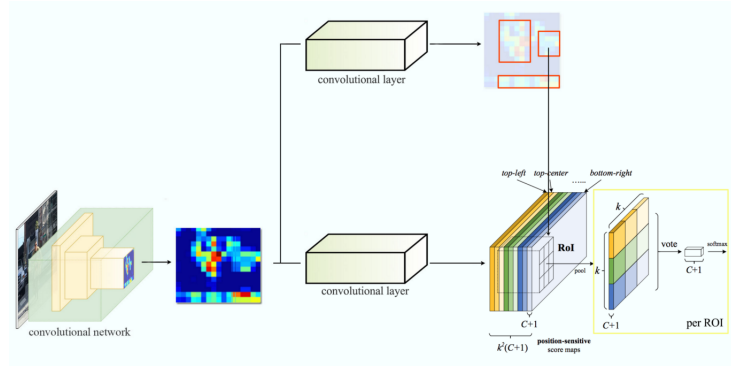 convolutional layer
top-left
top-center
......
bottom-right
k
RoI
vote
softmax
k
pool
C+1
convolutional layer
convolutional network
C+1
C+1
per ROI
k²(C+1)
position-sensitive
score maps